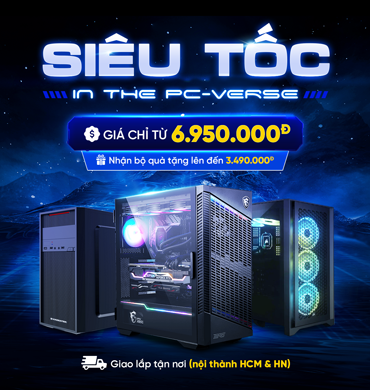 SIÊU TỐC
IN THE PC-VERSE
$ GIÁ CHỈ TỪ 6.950.000Đ
Nhận bộ quà tặng lên đến 3.490.000Đ
Giao lắp tận nơi (nội thành HCM & HN)